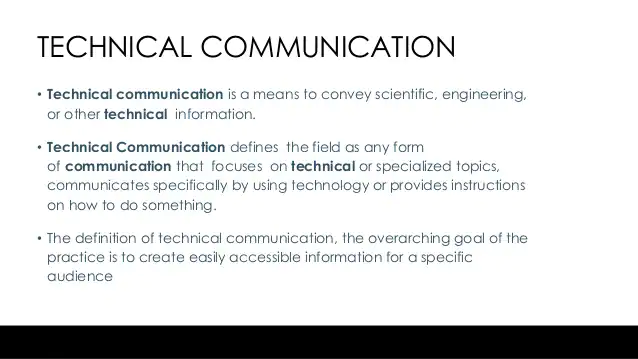 TECHNICAL COMMUNICATION
• Technical communication is a means to convey scientific, engineering,
or other technical information.
• Technical Communication defines the field as any form
of communication that focuses on technical or specialized topics,
communicates specifically by using technology or provides instructions
on how to do something.
• The definition of technical communication, the overarching goal of the
practice is to create easily accessible information for a specific
audience